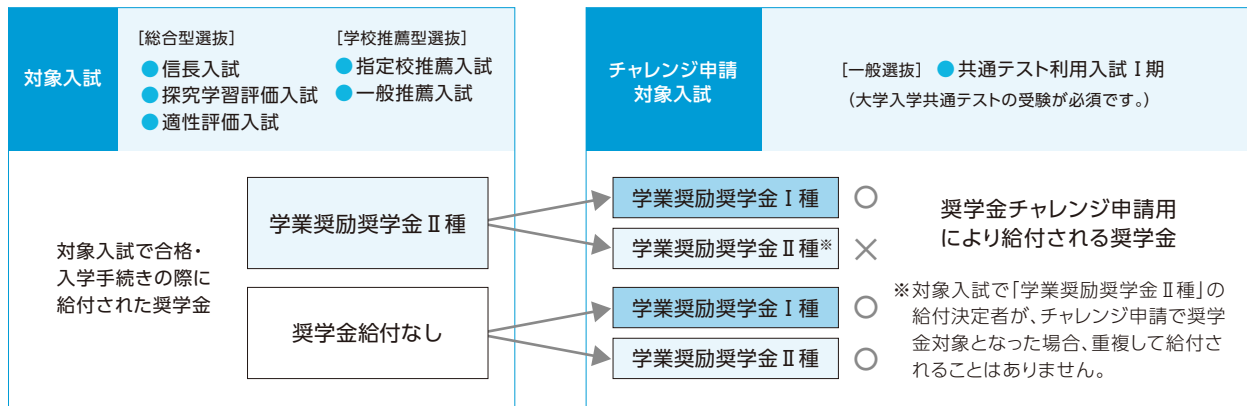 対象入試
[総合型選抜]
●信長入試
●探究学習評価入試
●適性評価入試
[学校推薦型選抜]
●指定校推薦入試
●一般推薦入試
対象入試で合格・
入学手続きの際に
給付された奨学金
学業奨励奨学金Ⅱ種
奨学金給付なし
チャレンジ申請
対象入試
[一般選抜] ●共通テスト利用入試Ⅰ期
(大学入学共通テストの受験が必須です。)
学業奨励奨学金Ⅰ種 ○
学業奨励奨学金Ⅱ種※ ×
学業奨励奨学金Ⅰ種 ○
学業奨励奨学金Ⅱ種 ○
奨学金チャレンジ申請用
により給付される奨学金
※対象入試で「学業奨励奨学金Ⅱ種」の
給付決定者が、チャレンジ申請で奨学
金対象となった場合、重複して給付さ
れることはありません。